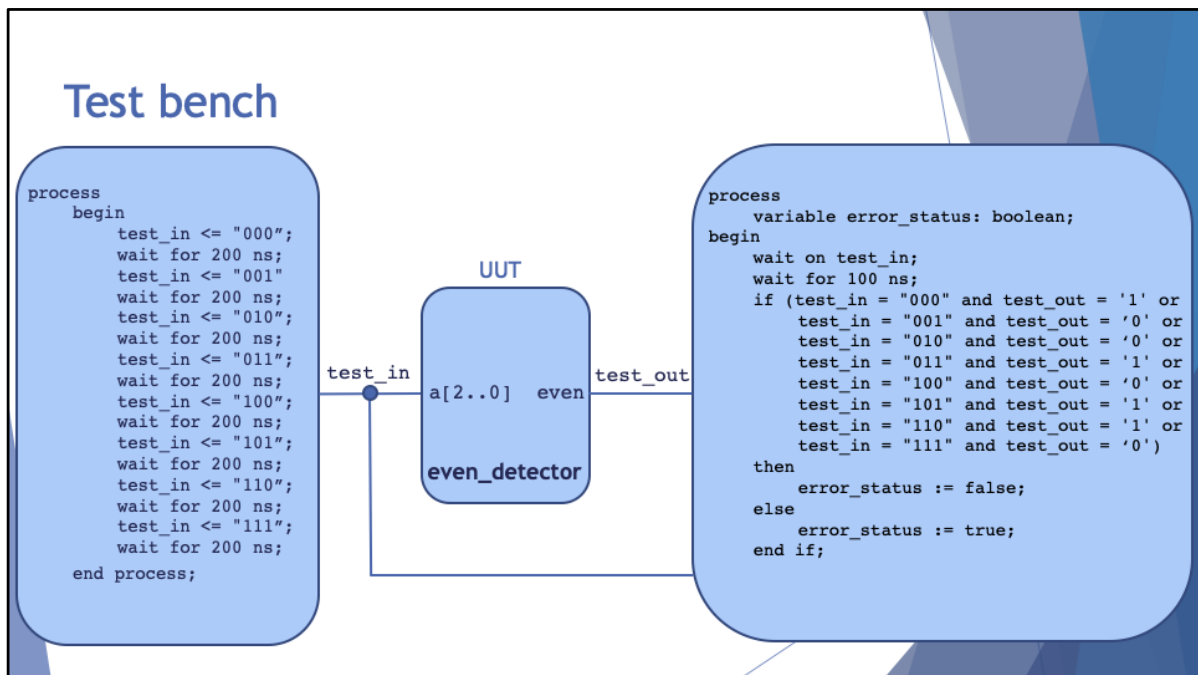 Test bench
process
begin
test_in <= "000”;
wait for 200 ns;
test_in <= "001"
wait for 200 ns;
test_in <= "010”;
wait for 200 ns;
test_in <= "011”;
wait for 200 ns;
test_in <= "100”;
wait for 200 ns;
test_in <= "101”;
wait for 200 ns;
test_in <= "110”;
wait for 200 ns;
test_in <= "111”;
wait for 200 ns;
end process;
test_in
UUT
a[2..0] even
even_detector
test_out
process
variable error_status: boolean;
begin
wait on test_in;
wait for 100 ns;
if (test_in = "000" and test_out = '1' or
test_in = "001" and test_out = ‘0' or
test_in = "010" and test_out = ‘0' or
test_in = "011" and test_out = '1' or
test_in = "100" and test_out = ‘0' or
test_in = "101" and test_out = '1' or
test_in = "110" and test_out = '1' or
test_in = "111" and test_out = ‘0')
then
error_status := false;
else
error_status := true;
end if;